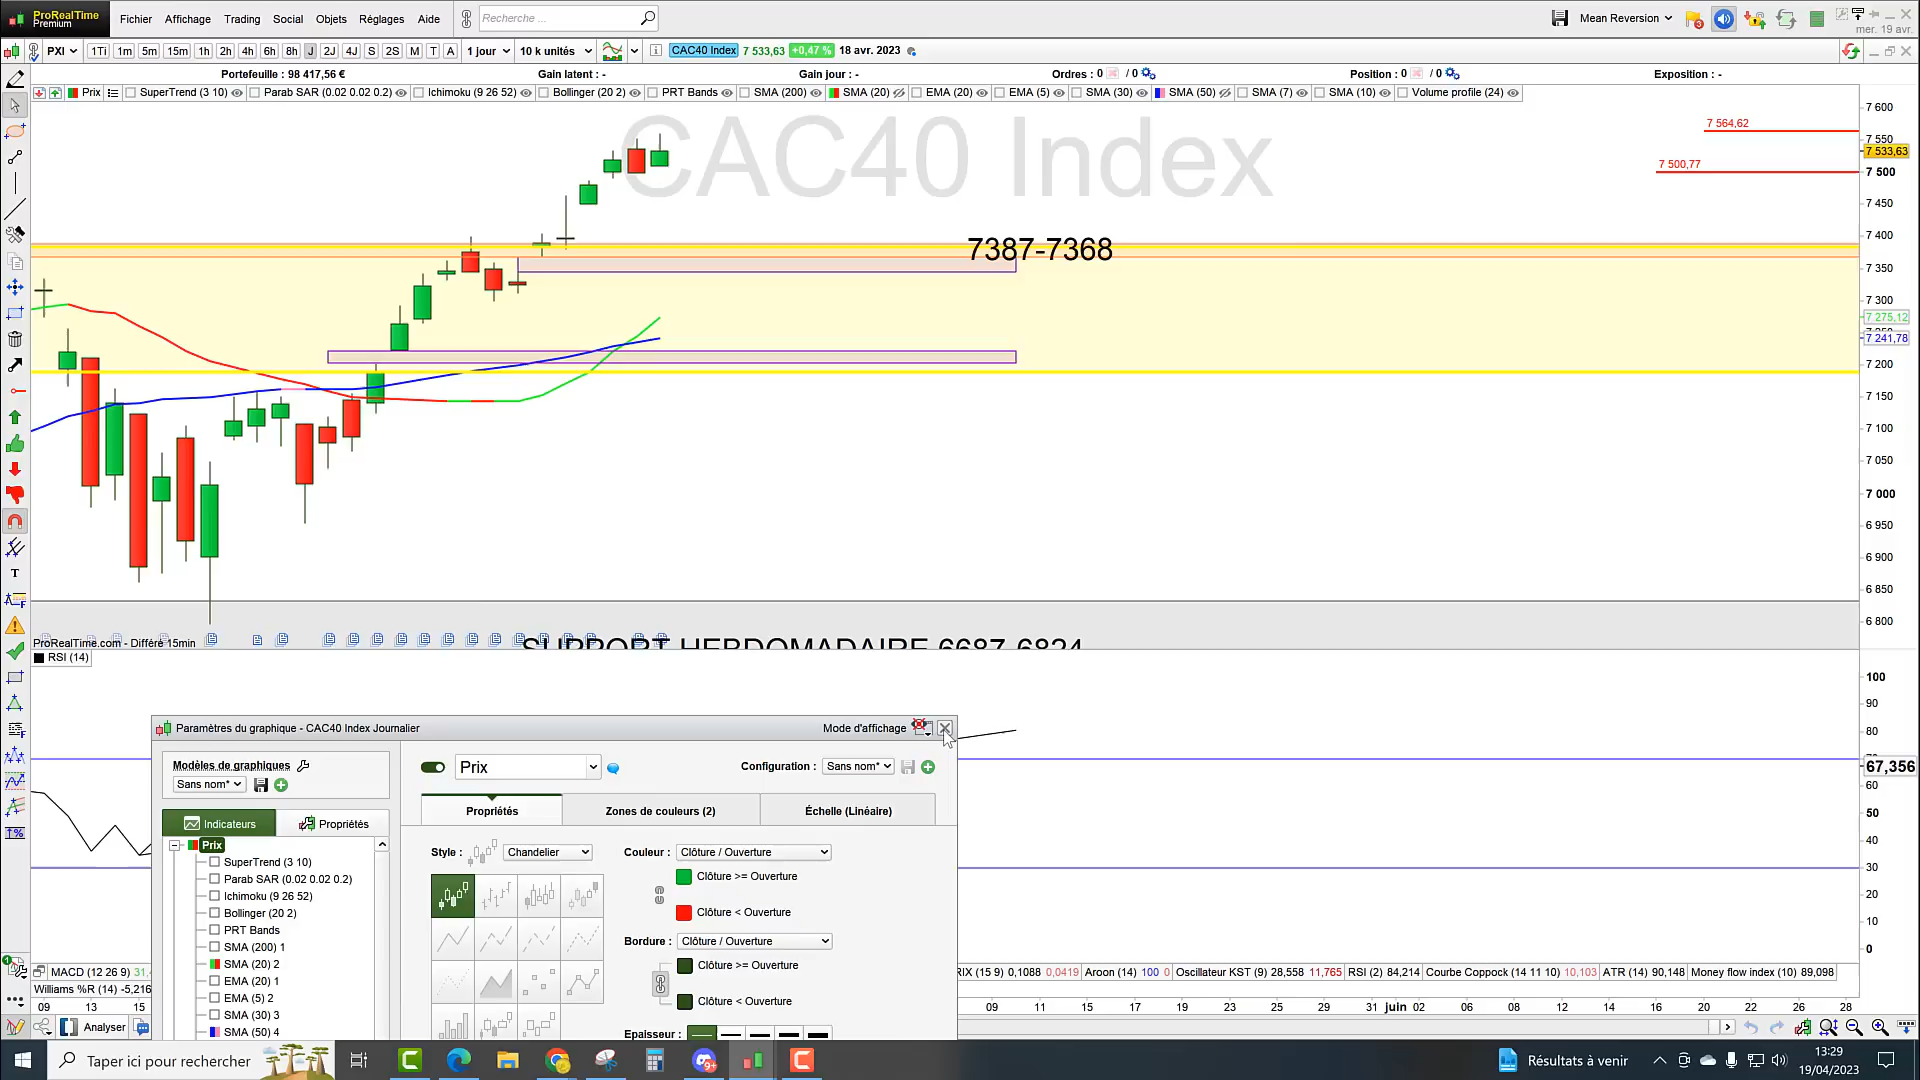 ProRealTime
Premium
Fichier Affichage Trading Social Objets Réglages Aide
Recherche ...
Mean Reversion
3
mer. 19 avr.
PXI
1Ti 1m 5m 15m 1h 2h 4h 6h 8h J 2J 4J S 2S M T A
1 jour
10 k unités
CAC40 Index 7 533,63 +0,47 % 18 avr. 2023
Portefeuille : 98 417,56 €
Gain latent : -
Gain jour : -
Ordres : 0 / 0
Position : 0 / 0
Exposition : -
Prix
SuperTrend (3 10)
Parab SAR (0.02 0.02 0.2)
Ichimoku (9 26 52)
Bollinger (20 2)
PRT Bands
SMA (200)
SMA (20)
EMA (20)
EMA (5)
SMA (30)
SMA (50)
SMA (7)
SMA (10)
Volume profile (24)
CAC40 Index
7 564,62
7 500,77
7387-7368
7 600
7 550
7 533,63
7 500
7 450
7 400
7 350
7 300
7 275,12
7 241,78
7 200
7 150
7 100
7 050
7 000
6 950
6 900
6 850
6 800
ProRealTime.com - Différé 15min
SUPPORT HEBDOMADAIRE 6687-6824
RSI (14)
100
90
80
67,356
60
50
40
30
20
10
0
Paramètres du graphique - CAC40 Index Journalier
Mode d'affichage
Modèles de graphiques
Sans nom*
Prix
Configuration :
Sans nom*
Propriétés
Zones de couleurs (2)
Échelle (Linéaire)
Indicateurs
Propriétés
Prix
SuperTrend (3 10)
Parab SAR (0.02 0.02 0.2)
Ichimoku (9 26 52)
Bollinger (20 2)
PRT Bands
SMA (200) 1
SMA (20) 2
EMA (20) 1
EMA (5) 2
SMA (30) 3
SMA (50) 4
Style :
Chandelier
Couleur :
Clôture / Ouverture
Clôture >= Ouverture
Clôture < Ouverture
Bordure :
Clôture / Ouverture
Clôture >= Ouverture
Clôture < Ouverture
Epaisseur :
1
MACD (12 26 9) 31,4
RIX (15 9) 0,1088 0,0419
Aroon (14) 100 0
Oscillateur KST (9) 28,558 11,765
RSI (2) 84,214
Courbe Coppock (14 11 10) 10,103
ATR (14) 90,148
Money flow index (10) 89,098
Williams %R (14) -5,216
09 13 15
09 11 15 17 19 23 25 29 31 juin 02 06 08 12 14 16 20 22 26 28
Analyser
Taper ici pour rechercher
9+
Résultats à venir
13:29
19/04/2023